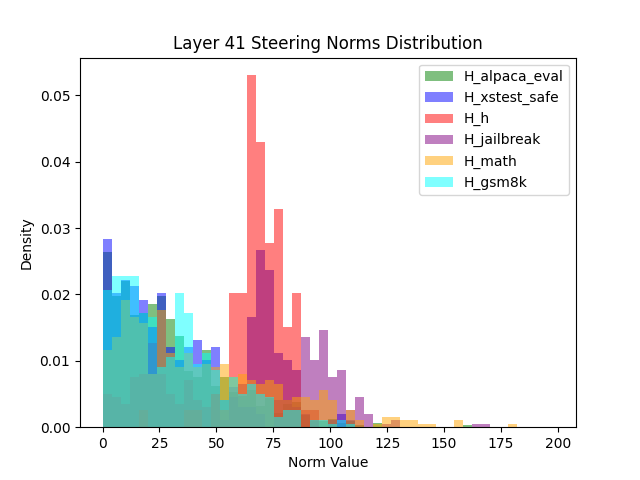 Layer 41 Steering Norms Distribution
H_alpaca_eval
H_xstest_safe
H_h
H_jailbreak
H_math
H_gsm8k
Density
0.05
0.04
0.03
0.02
0.01
0.00
0 25 50 75 100 125 150 175 200
Norm Value